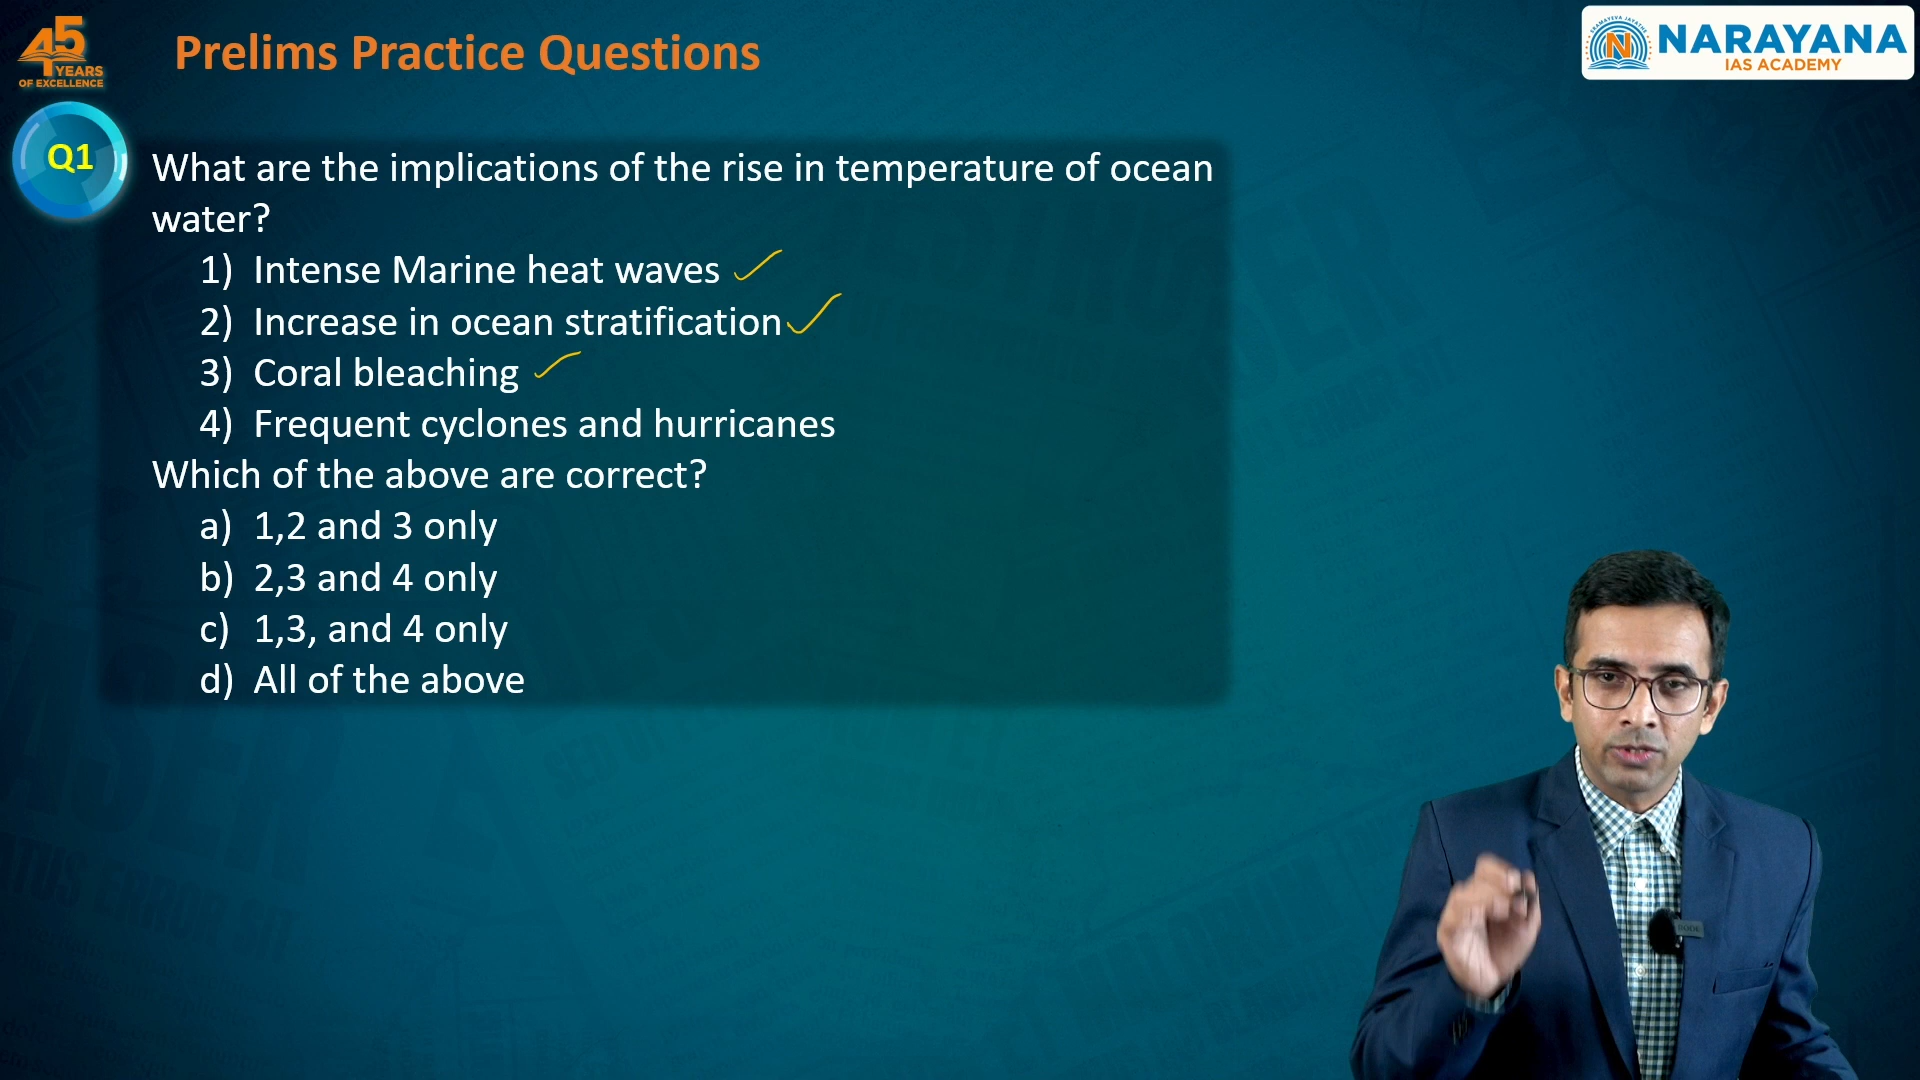 45
YEARS
OF EXCELLENCE
Prelims Practice Questions
NARAYANA
IAS ACADEMY
Q1
What are the implications of the rise in temperature of ocean
water?
1) Intense Marine heat waves
2) Increase in ocean stratification
3) Coral bleaching
4) Frequent cyclones and hurricanes
Which of the above are correct?
a) 1,2 and 3 only
b) 2,3 and 4 only
c) 1,3, and 4 only
d) All of the above